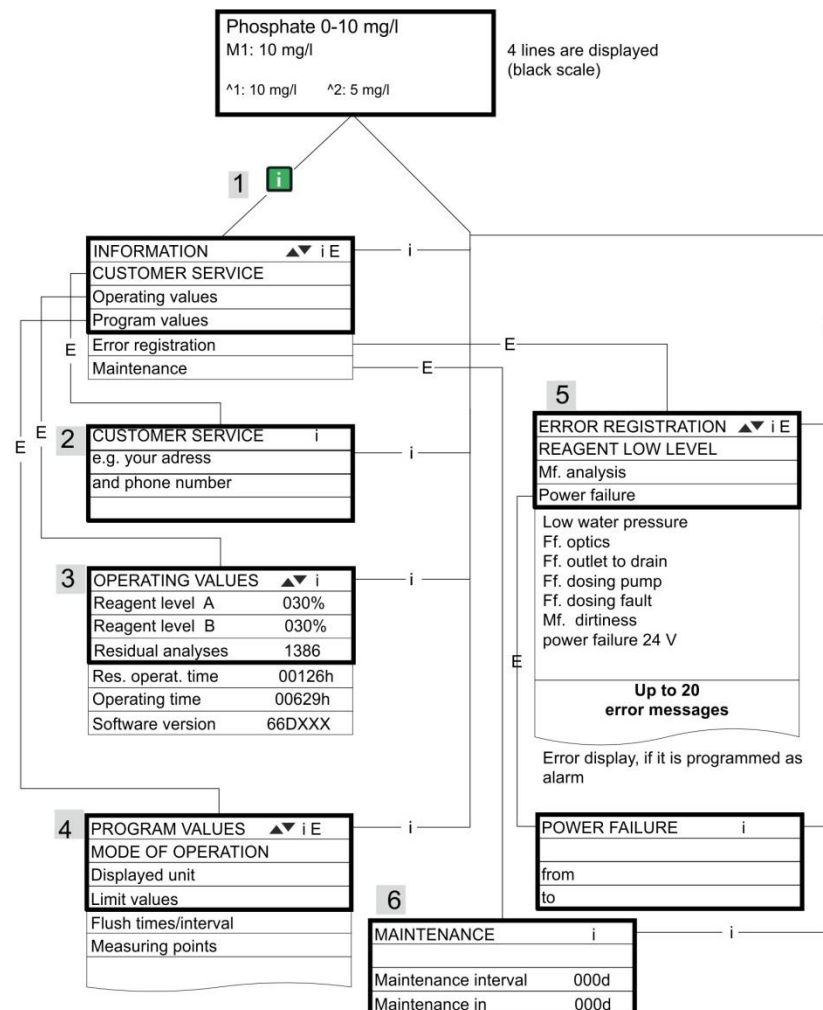 Phosphate 0-10 mg/l
M1: 10 mg/l
^1: 10 mg/l ^2: 5 mg/l
4 lines are displayed
(black scale)
1
i
INFORMATION ▲▼ i E
CUSTOMER SERVICE
Operating values
Program values
Error registration
Maintenance
i
E
E
E
E
E
2
CUSTOMER SERVICE i
e.g. your adress
and phone number
i
3
OPERATING VALUES ▲▼ i
Reagent level A 030%
Reagent level B 030%
Residual analyses 1386
Res. operat. time 00126h
Operating time 00629h
Software version 66DXXX
i
4
PROGRAM VALUES ▲▼ i E
MODE OF OPERATION
Displayed unit
Limit values
Flush times/interval
Measuring points
i
5
ERROR REGISTRATION ▲▼ i E
REAGENT LOW LEVEL
Mf. analysis
Power failure
Low water pressure
Ff. optics
Ff. outlet to drain
Ff. dosing pump
Ff. dosing fault
Mf. dirtiness
power failure 24 V
Up to 20
error messages
Error display, if it is programmed as
alarm
E
POWER FAILURE i
from
to
6
MAINTENANCE i
Maintenance interval 000d
Maintenance in 000d
i